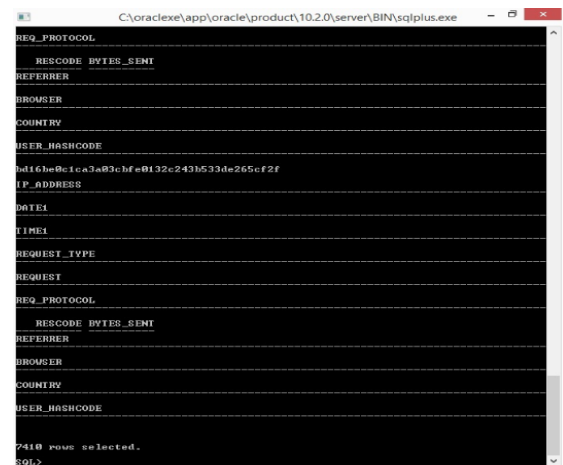 C:\oraclexe\app\oracle\product\10.2.0\server\BIN\sqlplus.exe
REQ_PROTOCOL
RESCODE BYTES_SENT
REFERRER
BROWSER
COUNTRY
USER_HASHCODE
bd16be0c1ca3a03cbfe0132c243b533de265cf2f
IP_ADDRESS
DATE1
TIME1
REQUEST_TYPE
REQUEST
REQ_PROTOCOL
RESCODE BYTES_SENT
REFERRER
BROWSER
COUNTRY
USER_HASHCODE
7410 rows selected.
SQL>